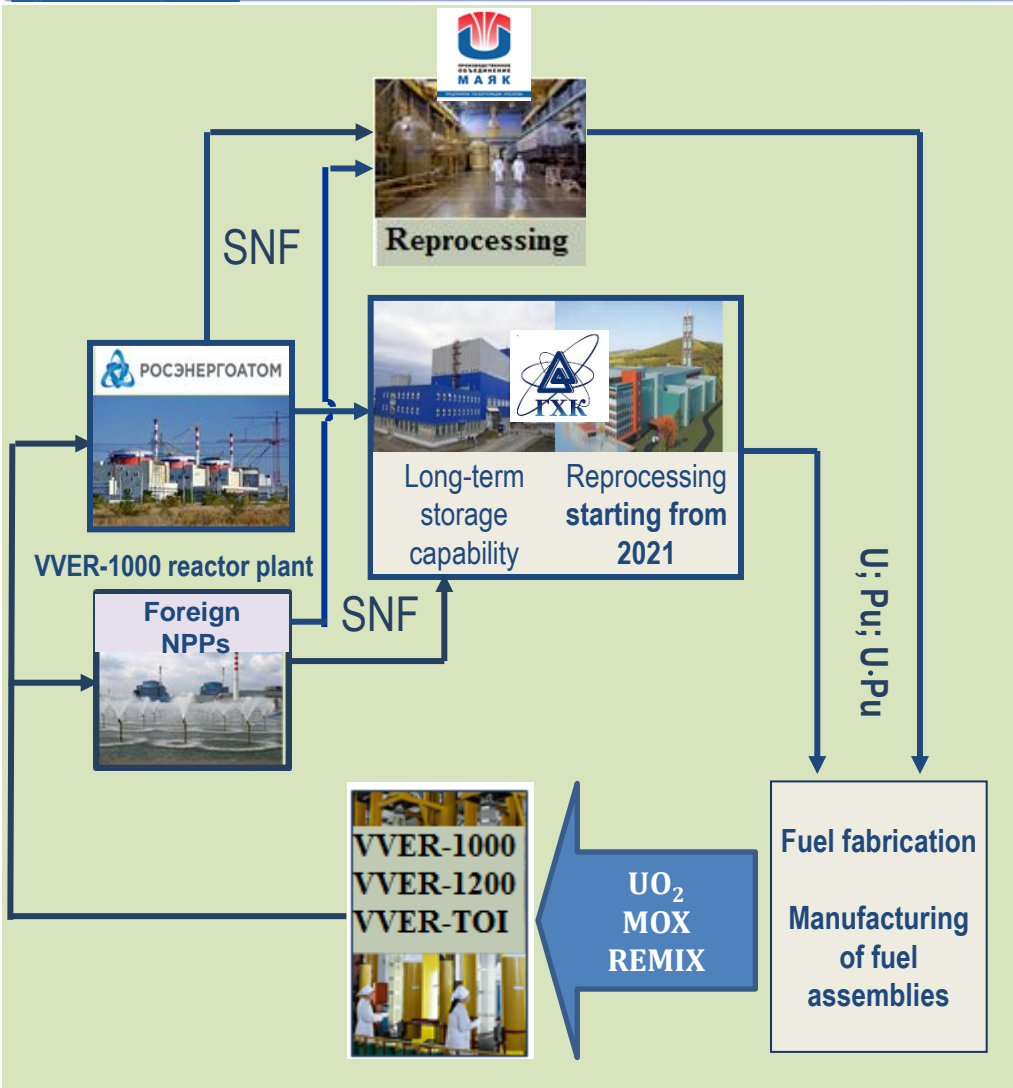 ПРОИЗВОДСТВЕННОЕ
ОБЪЕДИНЕНИЕ
МАЯК
Reprocessing
SNF
РОСЭНЕРГОАТОМ
ГХК
Long-term
storage
capability
Reprocessing
starting from
2021
VVER-1000 reactor plant
Foreign
NPPs
SNF
U; Pu; U·Pu
VVER-1000
VVER-1200
VVER-TOI
UO₂
MOX
REMIX
Fuel fabrication
Manufacturing
of fuel
assemblies